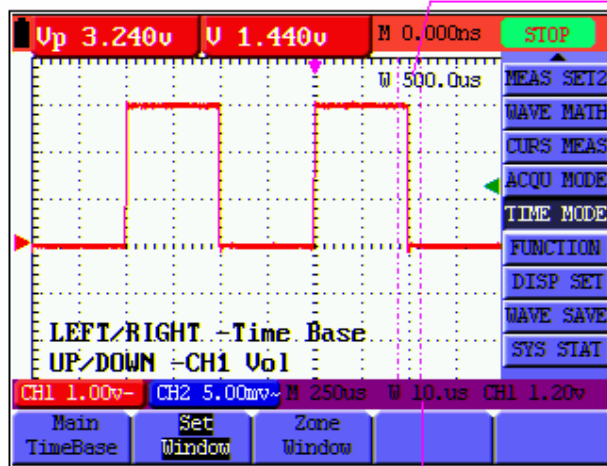 Vp 3.240v V 1.440v M 0.000ns STOP
W 500.0us
MEAS SET2
WAVE MATH
CURS MEAS
ACQU MODE
TIME MODE
FUNCTION
DISP SET
WAVE SAVE
SYS STAT
LEFT/RIGHT -Time Base
UP/DOWN -CH1 Vol
CH1 1.00v- CH2 5.00mv~ M 250us W 10.us CH1 1.20v
Main TimeBase
Set Window
Zone Window